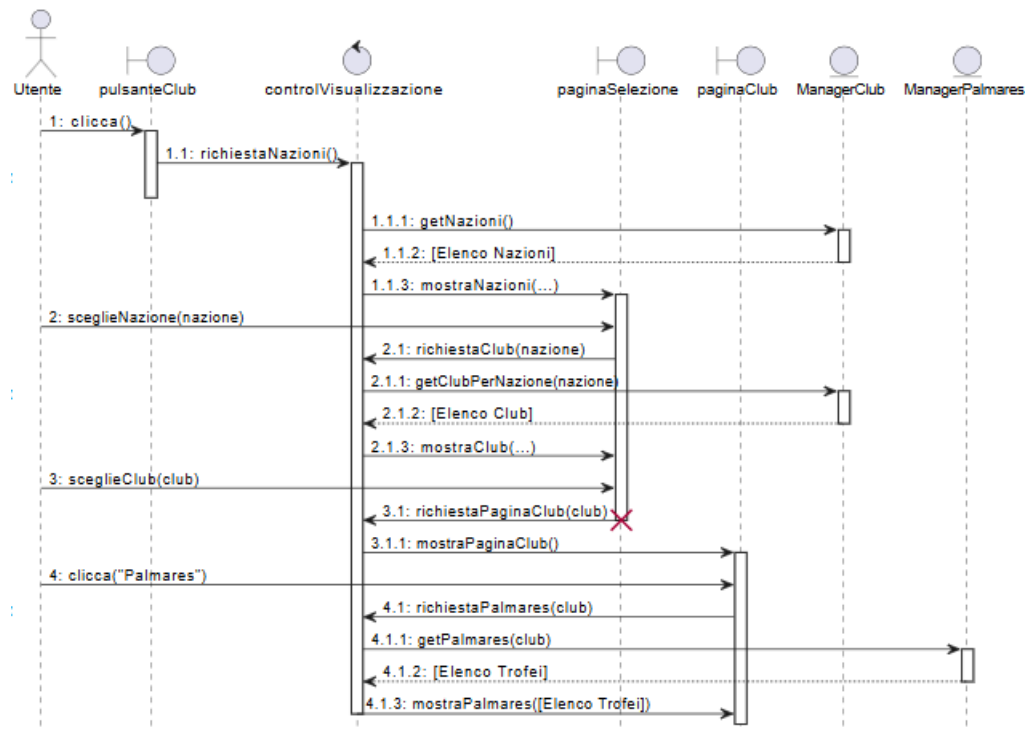 Utente
pulsanteClub
controlVisualizzazione
paginaSelezione
paginaClub
ManagerClub
ManagerPalmares
1: clicca()
1.1: richiestaNazioni()
1.1.1: getNazioni()
1.1.2: [Elenco Nazioni]
1.1.3: mostraNazioni(...)
2: sceglieNazione(nazione)
2.1: richiestaClub(nazione)
2.1.1: getClubPerNazione(nazione)
2.1.2: [Elenco Club]
2.1.3: mostraClub(...)
3: sceglieClub(club)
3.1: richiestaPaginaClub(club)
3.1.1: mostraPaginaClub()
4: clicca("Palmares")
4.1: richiestaPalmares(club)
4.1.1: getPalmares(club)
4.1.2: [Elenco Trofei]
4.1.3: mostraPalmares([Elenco Trofei])